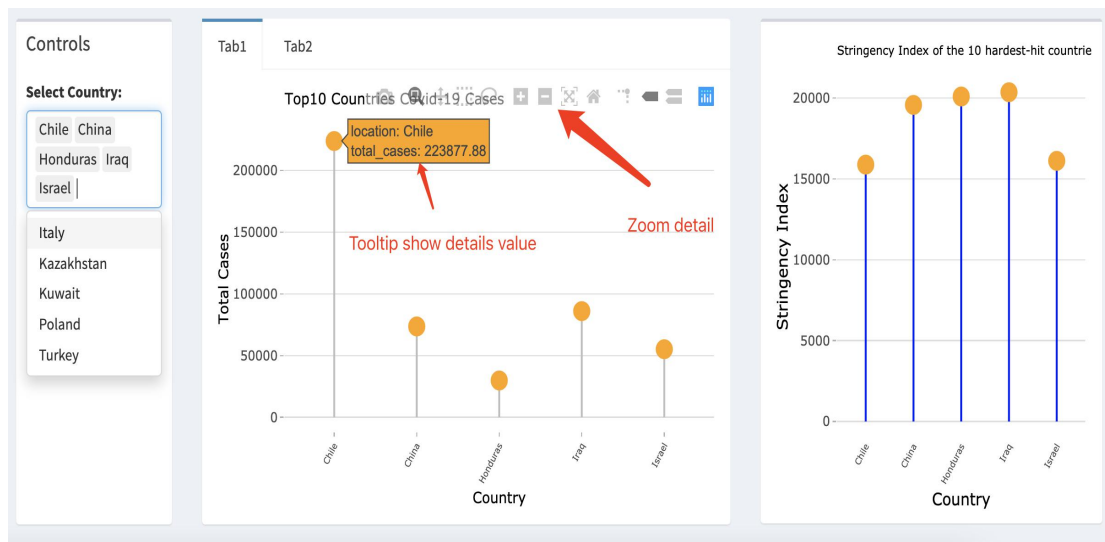 Controls
Select Country:
Chile China
Honduras Iraq
Israel
Italy
Kazakhstan
Kuwait
Poland
Turkey
Tab1 Tab2
Top10 Countries Covid-19 Cases
location: Chile
total_cases: 223877.88
Zoom detail
Tooltip show details value
Total Cases
200000
150000
100000
50000
0
Chile
China
Honduras
Iraq
Israel
Country
Stringency Index of the 10 hardest-hit countrie
Stringency Index
20000
15000
10000
5000
0
Chile
China
Honduras
Iraq
Israel
Country